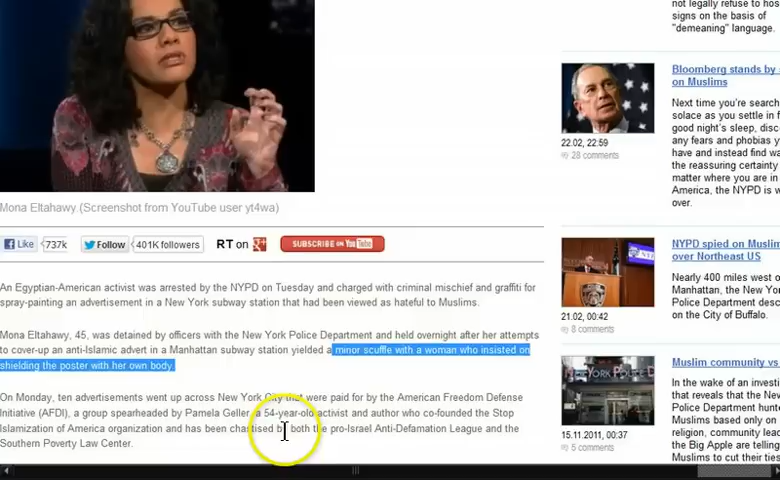 Mona Eltahawy.(Screenshot from YouTube user yt4wa)
Like 737k Follow 401K followers RT on g+ SUBSCRIBE ON YouTube
An Egyptian-American activist was arrested by the NYPD on Tuesday and charged with criminal mischief and graffiti for
spray-painting an advertisement in a New York subway station that had been viewed as hateful to Muslims.
Mona Eltahawy, 45, was detained by officers with the New York Police Department and held overnight after her attempts
to cover-up an anti-Islamic advert in a Manhattan subway station yielded a minor scuffle with a woman who insisted on
shielding the poster with her own body.
On Monday, ten advertisements went up across New York City that were paid for by the American Freedom Defense
Initiative (AFDI), a group spearheaded by Pamela Geller, a 54-year-old activist and author who co-founded the Stop
Islamization of America organization and has been chastised by both the pro-Israel Anti-Defamation League and the
Southern Poverty Law Center.
not legally refuse to hos
signs on the basis of
"demeaning" language.
Bloomberg stands by
on Muslims
22.02, 22:59
28 comments
Next time you're search
solace as you settle in f
good night's sleep, disc
any fears and phobias y
have and instead find wa
the reassuring certainty
matter where you are in
America, the NYPD is w
over.
NYPD spied on Muslim
over Northeast US
21.02, 00:42
8 comments
Nearly 400 miles west o
Manhattan, the New Yor
Police Department desc
on the City of Buffalo.
Muslim community vs
15.11.2011, 00:37
5 comments
In the wake of an investi
that reveals that the New
Police Department hunte
Muslims based only on
religion, community lead
the Big Apple are telling
Muslims to cut their ties